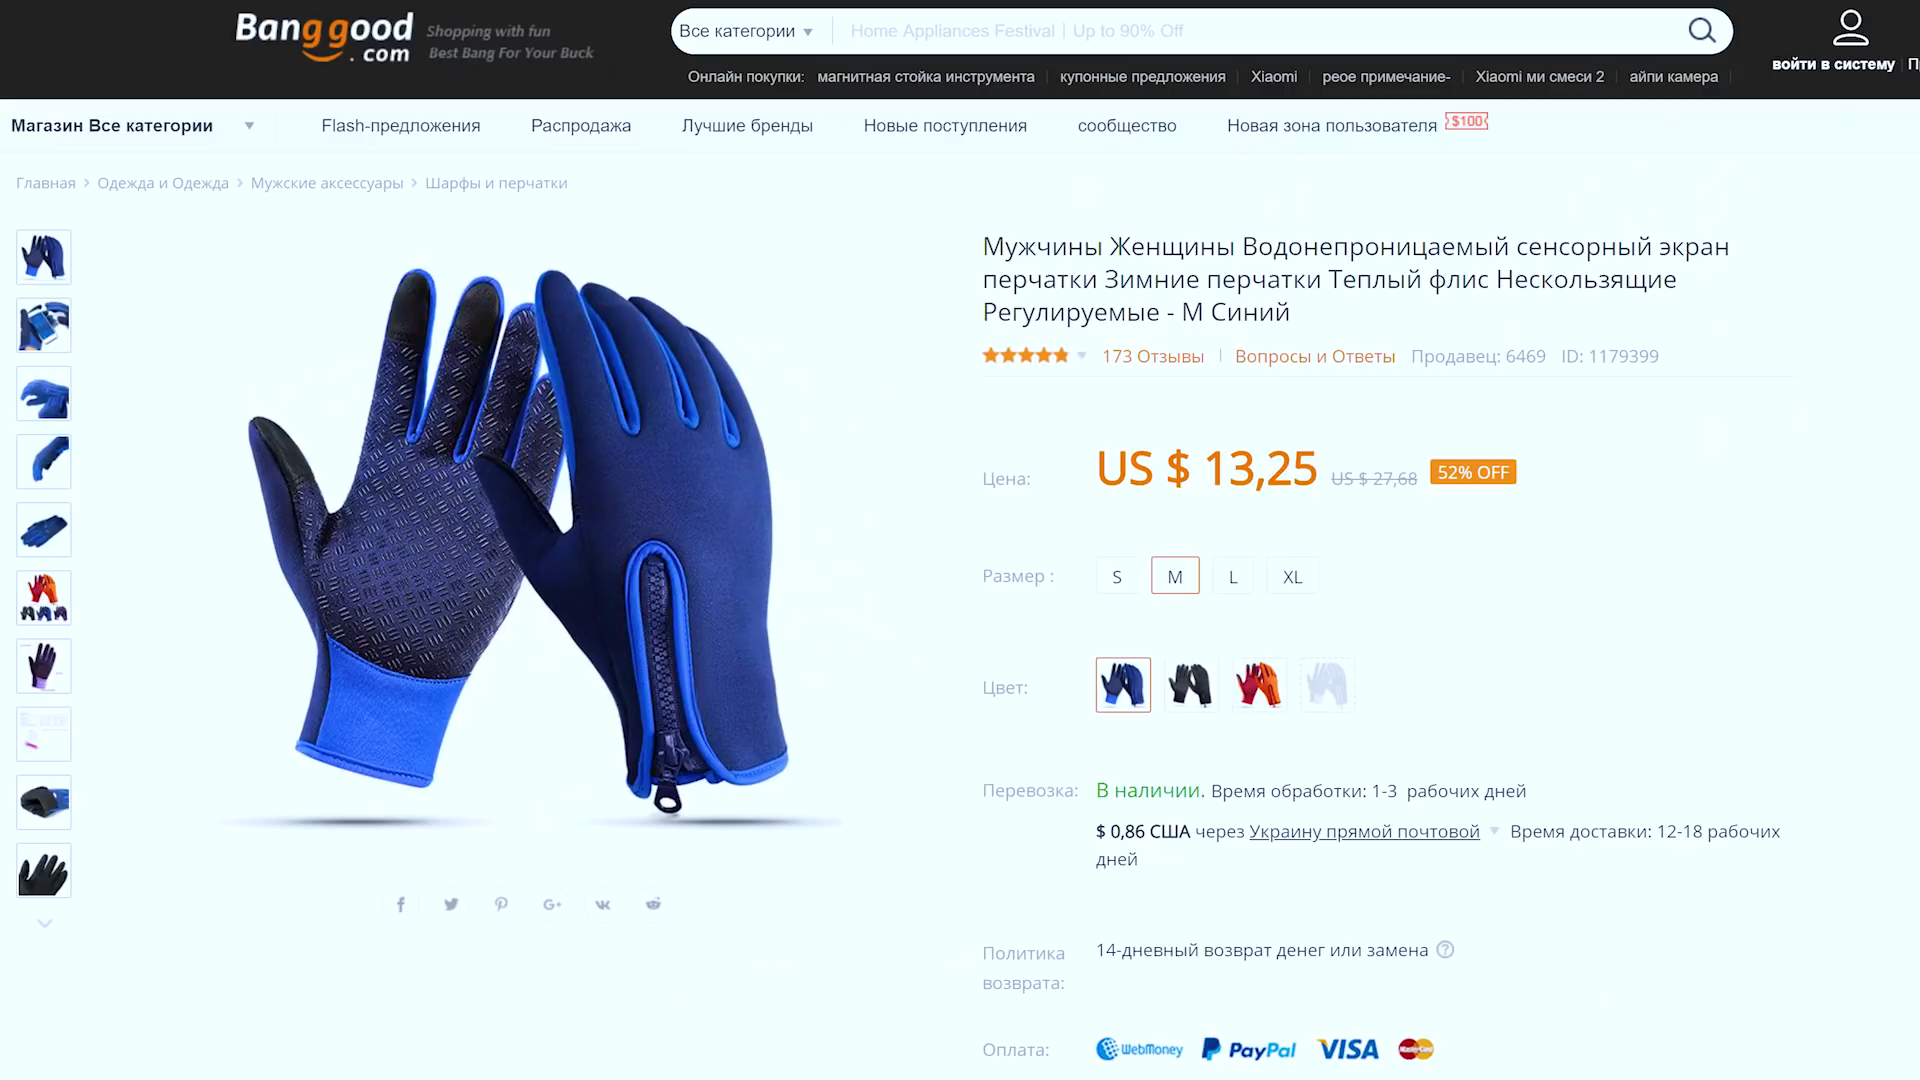 Banggood
.com
Shopping with fun
Best Bang For Your Buck
Все категории
Home Appliances Festival | Up to 90% Off
Онлайн покупки: магнитная стойка инструмента купонные предложения Xiaomi реое примечание- Xiaomi ми смеси 2 айпи камера
войти в систему
Магазин Все категории Flash-предложения Распродажа Лучшие бренды Новые поступления сообщество Новая зона пользователя $100
Главная > Одежда и Одежда > Мужские аксессуары > Шарфы и перчатки
Мужчины Женщины Водонепроницаемый сенсорный экран
перчатки Зимние перчатки Теплый флис Нескользящие
Регулируемые - М Синий
173 Отзывы | Вопросы и Ответы Продавец: 6469 ID: 1179399
Цена: US $ 13,25 US $ 27,68 52% OFF
Размер : S M L XL
Цвет:
Перевозка: В наличии. Время обработки: 1-3 рабочих дней
$ 0,86 США через Украину прямой почтовой Время доставки: 12-18 рабочих
дней
Политика
возврата:
14-дневный возврат денег или замена ?
Оплата: WebMoney PayPal VISA MasterCard